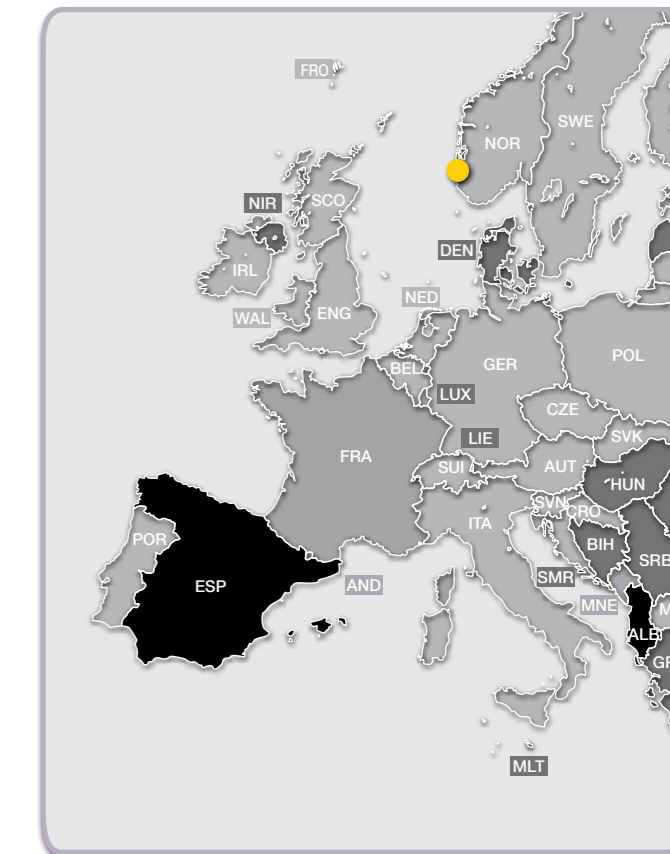 FRO
SWE
NOR
SCO
NIR
DEN
IRL
NED
WAL
ENG
POL
GER
BEL
LUX
CZE
LIE
SVK
FRA
SUI
AUT
HUN
SVN
CRO
ITA
POR
BIH
SRB
SMR
AND
ESP
MNE
M
ALB
GR
MLT